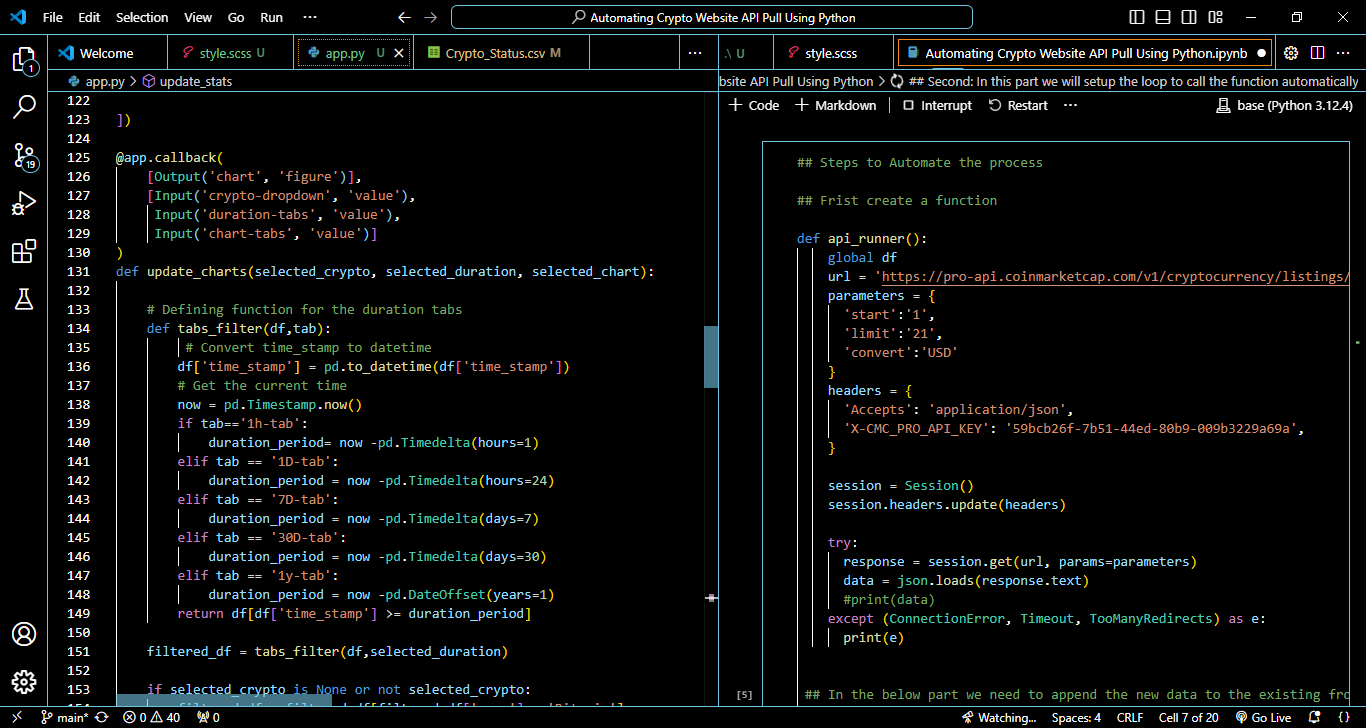 File Edit Selection View Go Run ··· Automating Crypto Website API Pull Using Python
Welcome style.scss U app.py U Crypto_Status.csv M ··· .\ U style.scss Automating Crypto Website API Pull Using Python.ipynb ···
1
app.py > update_stats
122
123 ])
124
125 @app.callback(
126 [Output('chart', 'figure')],
127 [Input('crypto-dropdown', 'value'),
128 Input('duration-tabs', 'value'),
129 Input('chart-tabs', 'value')]
130 )
131 def update_charts(selected_crypto, selected_duration, selected_chart):
132
133 # Defining function for the duration tabs
134 def tabs_filter(df,tab):
135 # Convert time_stamp to datetime
136 df['time_stamp'] = pd.to_datetime(df['time_stamp'])
137 # Get the current time
138 now = pd.Timestamp.now()
139 if tab=='1h-tab':
140 duration_period= now -pd.Timedelta(hours=1)
141 elif tab == '1D-tab':
142 duration_period = now -pd.Timedelta(hours=24)
143 elif tab == '7D-tab':
144 duration_period = now -pd.Timedelta(days=7)
145 elif tab == '30D-tab':
146 duration_period = now -pd.Timedelta(days=30)
147 elif tab == '1y-tab':
148 duration_period = now -pd.DateOffset(years=1)
149 return df[df['time_stamp'] >= duration_period]
150
151 filtered_df = tabs_filter(df,selected_duration)
152
153 if selected_crypto is None or not selected_crypto:
19
bsite API Pull Using Python > ## Second: In this part we will setup the loop to call the function automatically
Code Markdown Interrupt Restart ··· base (Python 3.12.4)
## Steps to Automate the process
## Frist create a function
def api_runner():
global df
url = 'https://pro-api.coinmarketcap.com/v1/cryptocurrency/listings/
parameters = {
'start':'1',
'limit':'21',
'convert':'USD'
}
headers = {
'Accepts': 'application/json',
'X-CMC_PRO_API_KEY': '59bcb26f-7b51-44ed-80b9-009b3229a69a',
}
session = Session()
session.headers.update(headers)
try:
response = session.get(url, params=parameters)
data = json.loads(response.text)
#print(data)
except (ConnectionError, Timeout, TooManyRedirects) as e:
print(e)
[5]
## In the below part we need to append the new data to the existing fro
main* 0 40 0 Watching... Spaces: 4 CRLF Cell 7 of 20 Go Live {}